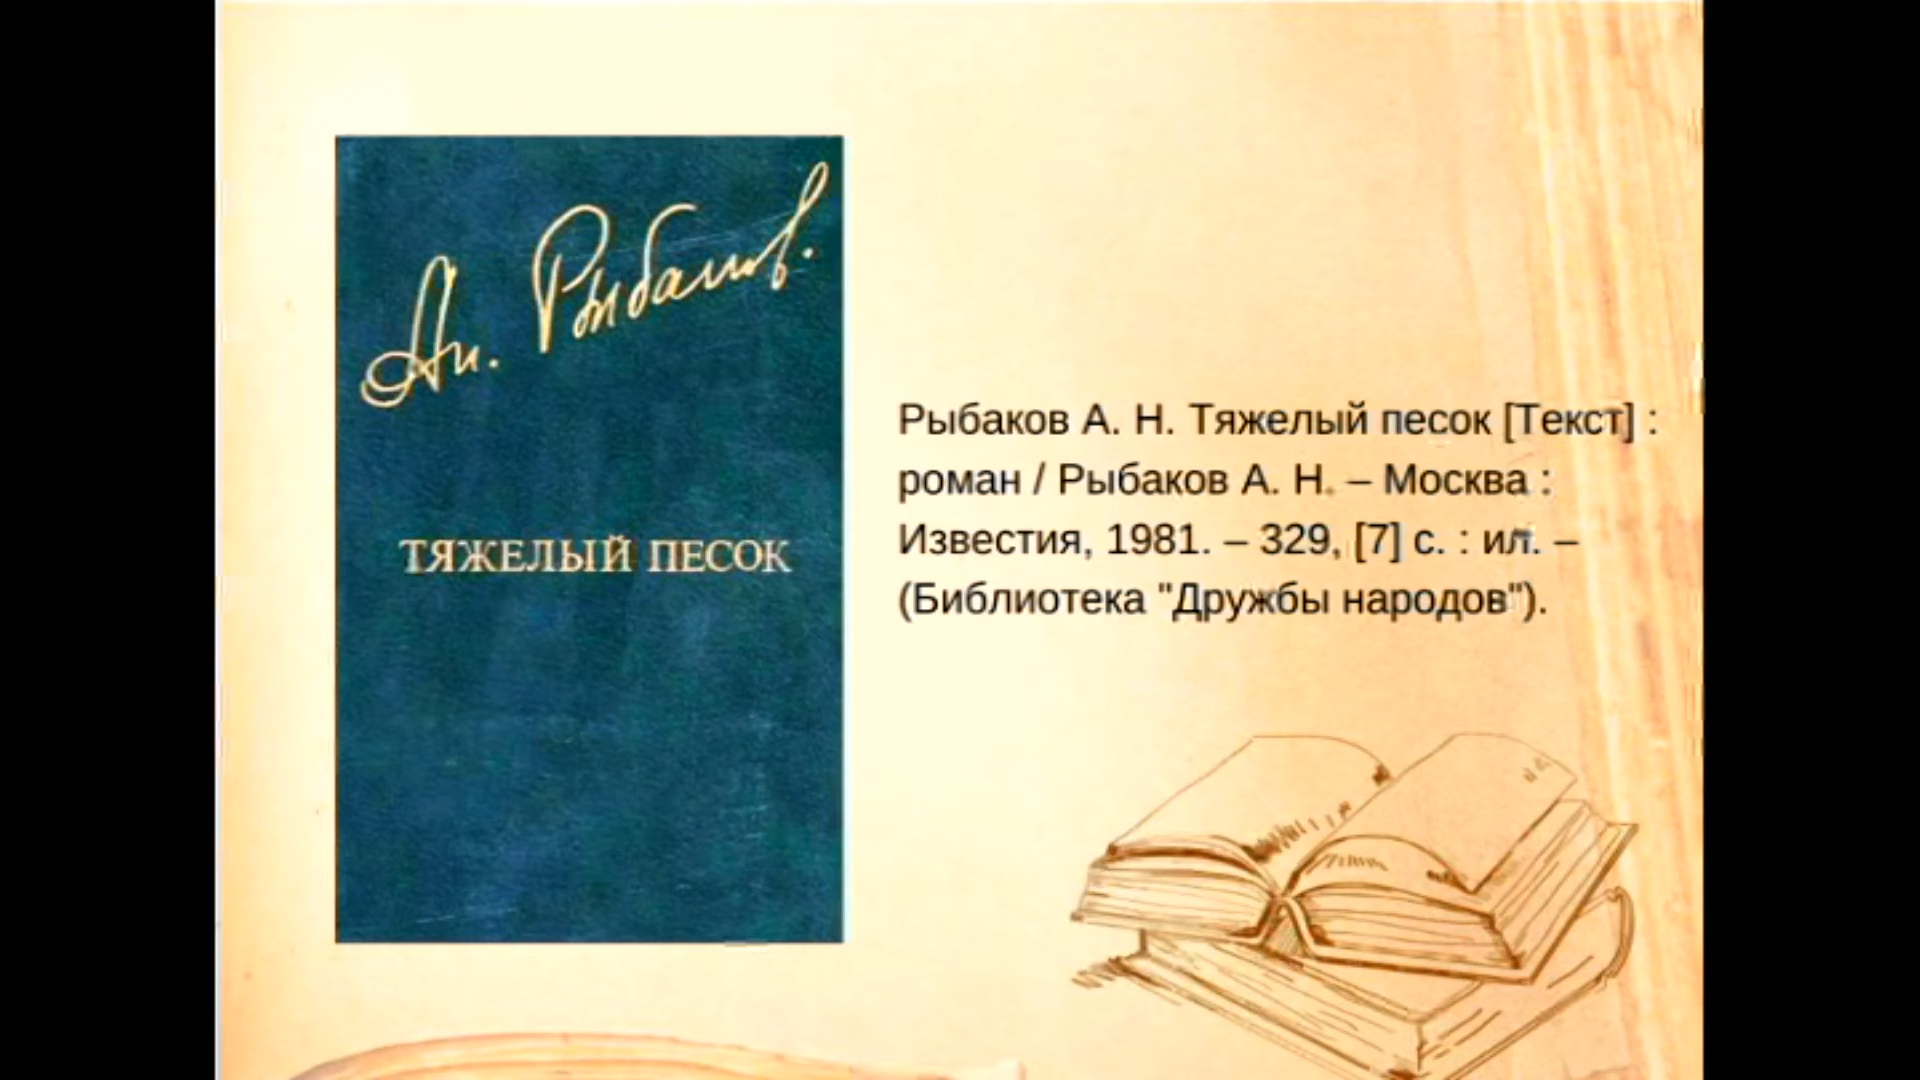 Ан. Рыбаков.
ТЯЖЕЛЫЙ ПЕСОК
Рыбаков А. Н. Тяжелый песок [Текст] :
роман / Рыбаков А. Н. – Москва :
Известия, 1981. – 329, [7] с. : ил. –
(Библиотека "Дружбы народов").